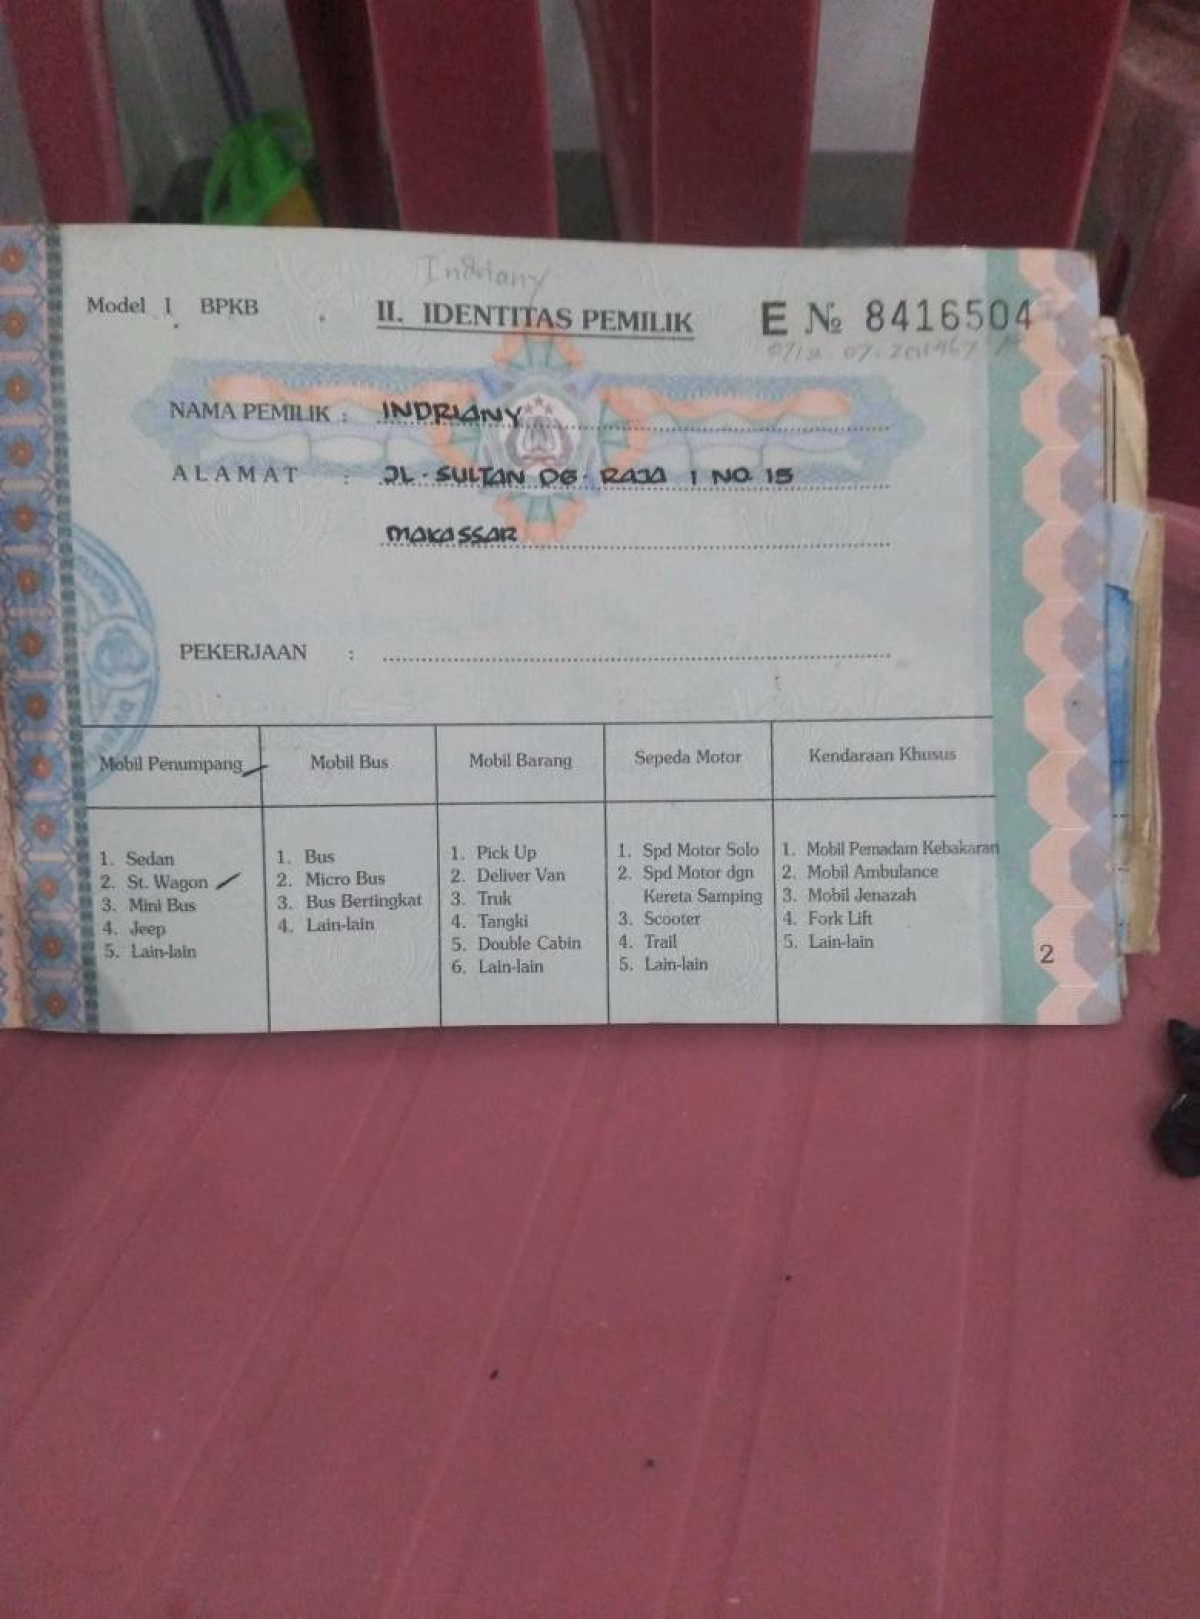 Indriany
Model I BPKB
II. IDENTITAS PEMILIK
E № 8416504
NAMA PEMILIK : INDRIANY
ALAMAT : JL. SULTAN DG. RAJA I NO. 15
MAKASSAR
PEKERJAAN :
Mobil Penumpang Mobil Bus Mobil Barang Sepeda Motor Kendaraan Khusus
1. Sedan
2. St. Wagon
3. Mini Bus
4. Jeep
5. Lain-lain
1. Bus
2. Micro Bus
3. Bus Bertingkat
4. Lain-lain
1. Pick Up
2. Deliver Van
3. Truk
4. Tangki
5. Double Cabin
6. Lain-lain
1. Spd Motor Solo
2. Spd Motor dgn
Kereta Samping
3. Scooter
4. Trail
5. Lain-lain
1. Mobil Pemadam Kebakaran
2. Mobil Ambulance
3. Mobil Jenazah
4. Fork Lift
5. Lain-lain
2